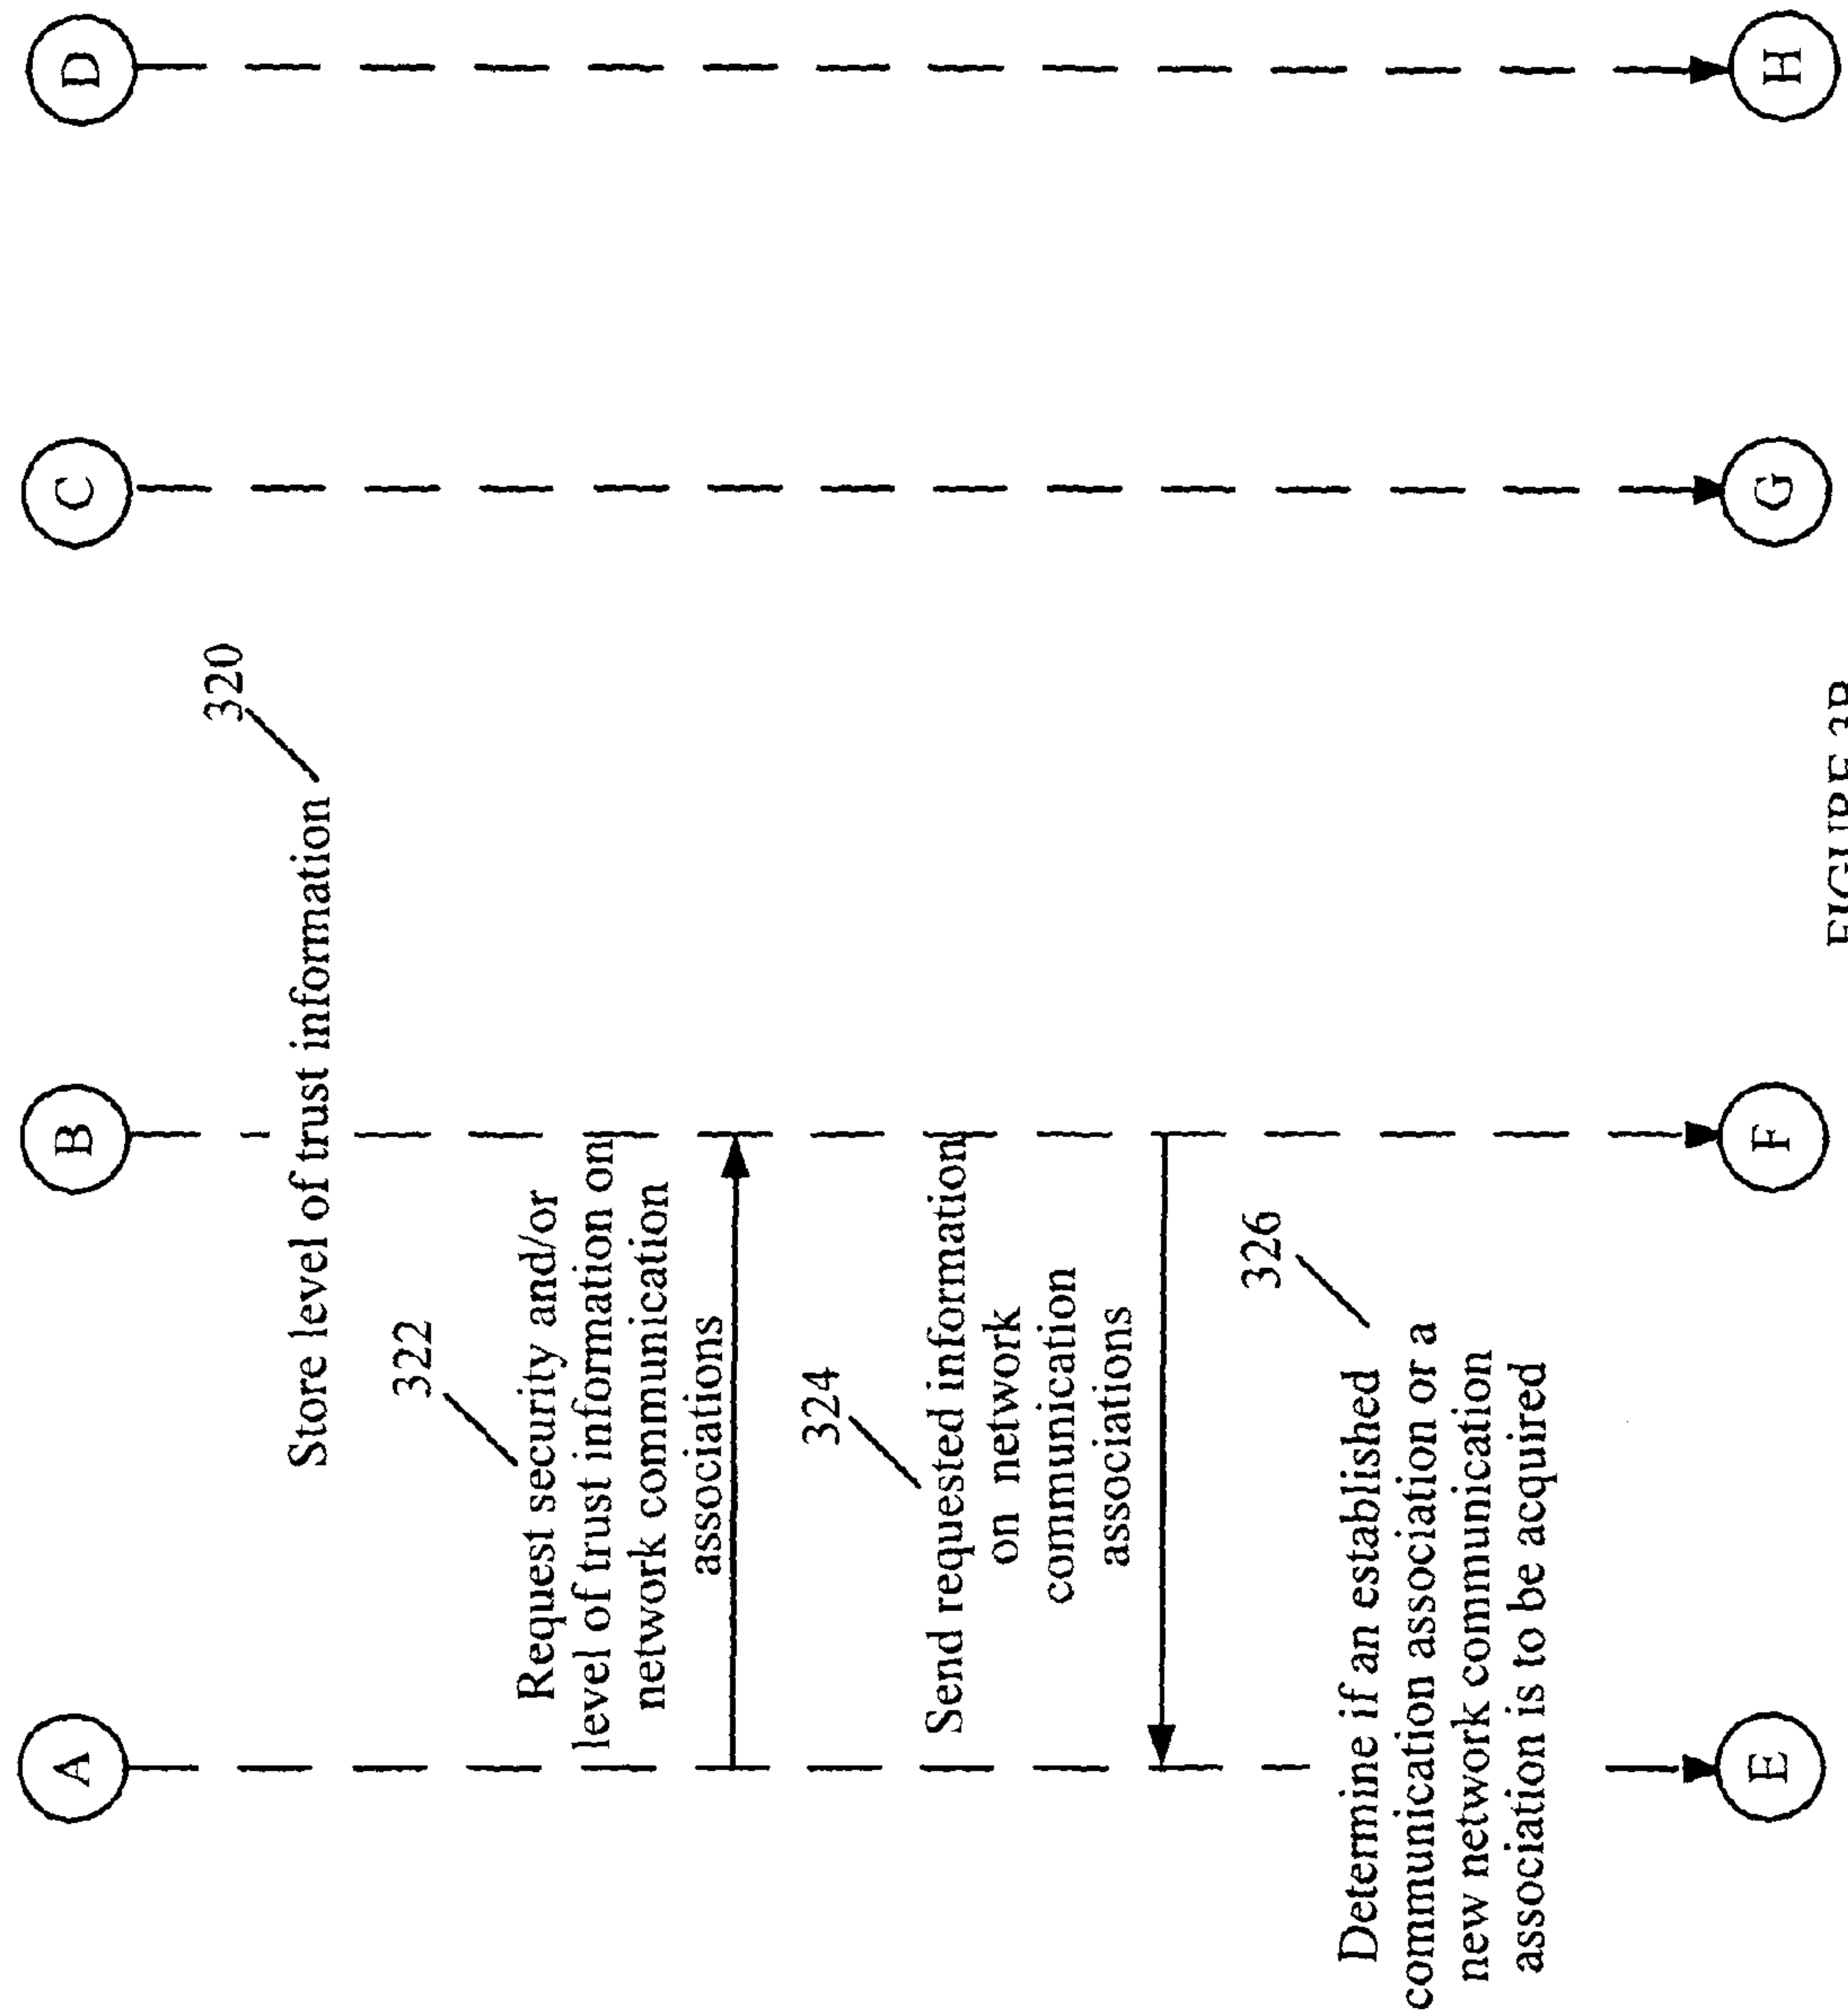 A
B
C
D
320
Store level of trust information
322
Request security and/or
level of trust information on
network communication
associations
324
Send requested information
on network
communication
associations
326
Determine if an established
communication association or a
new network communication
association is to be acquired
E
F
G
H
FIGURE